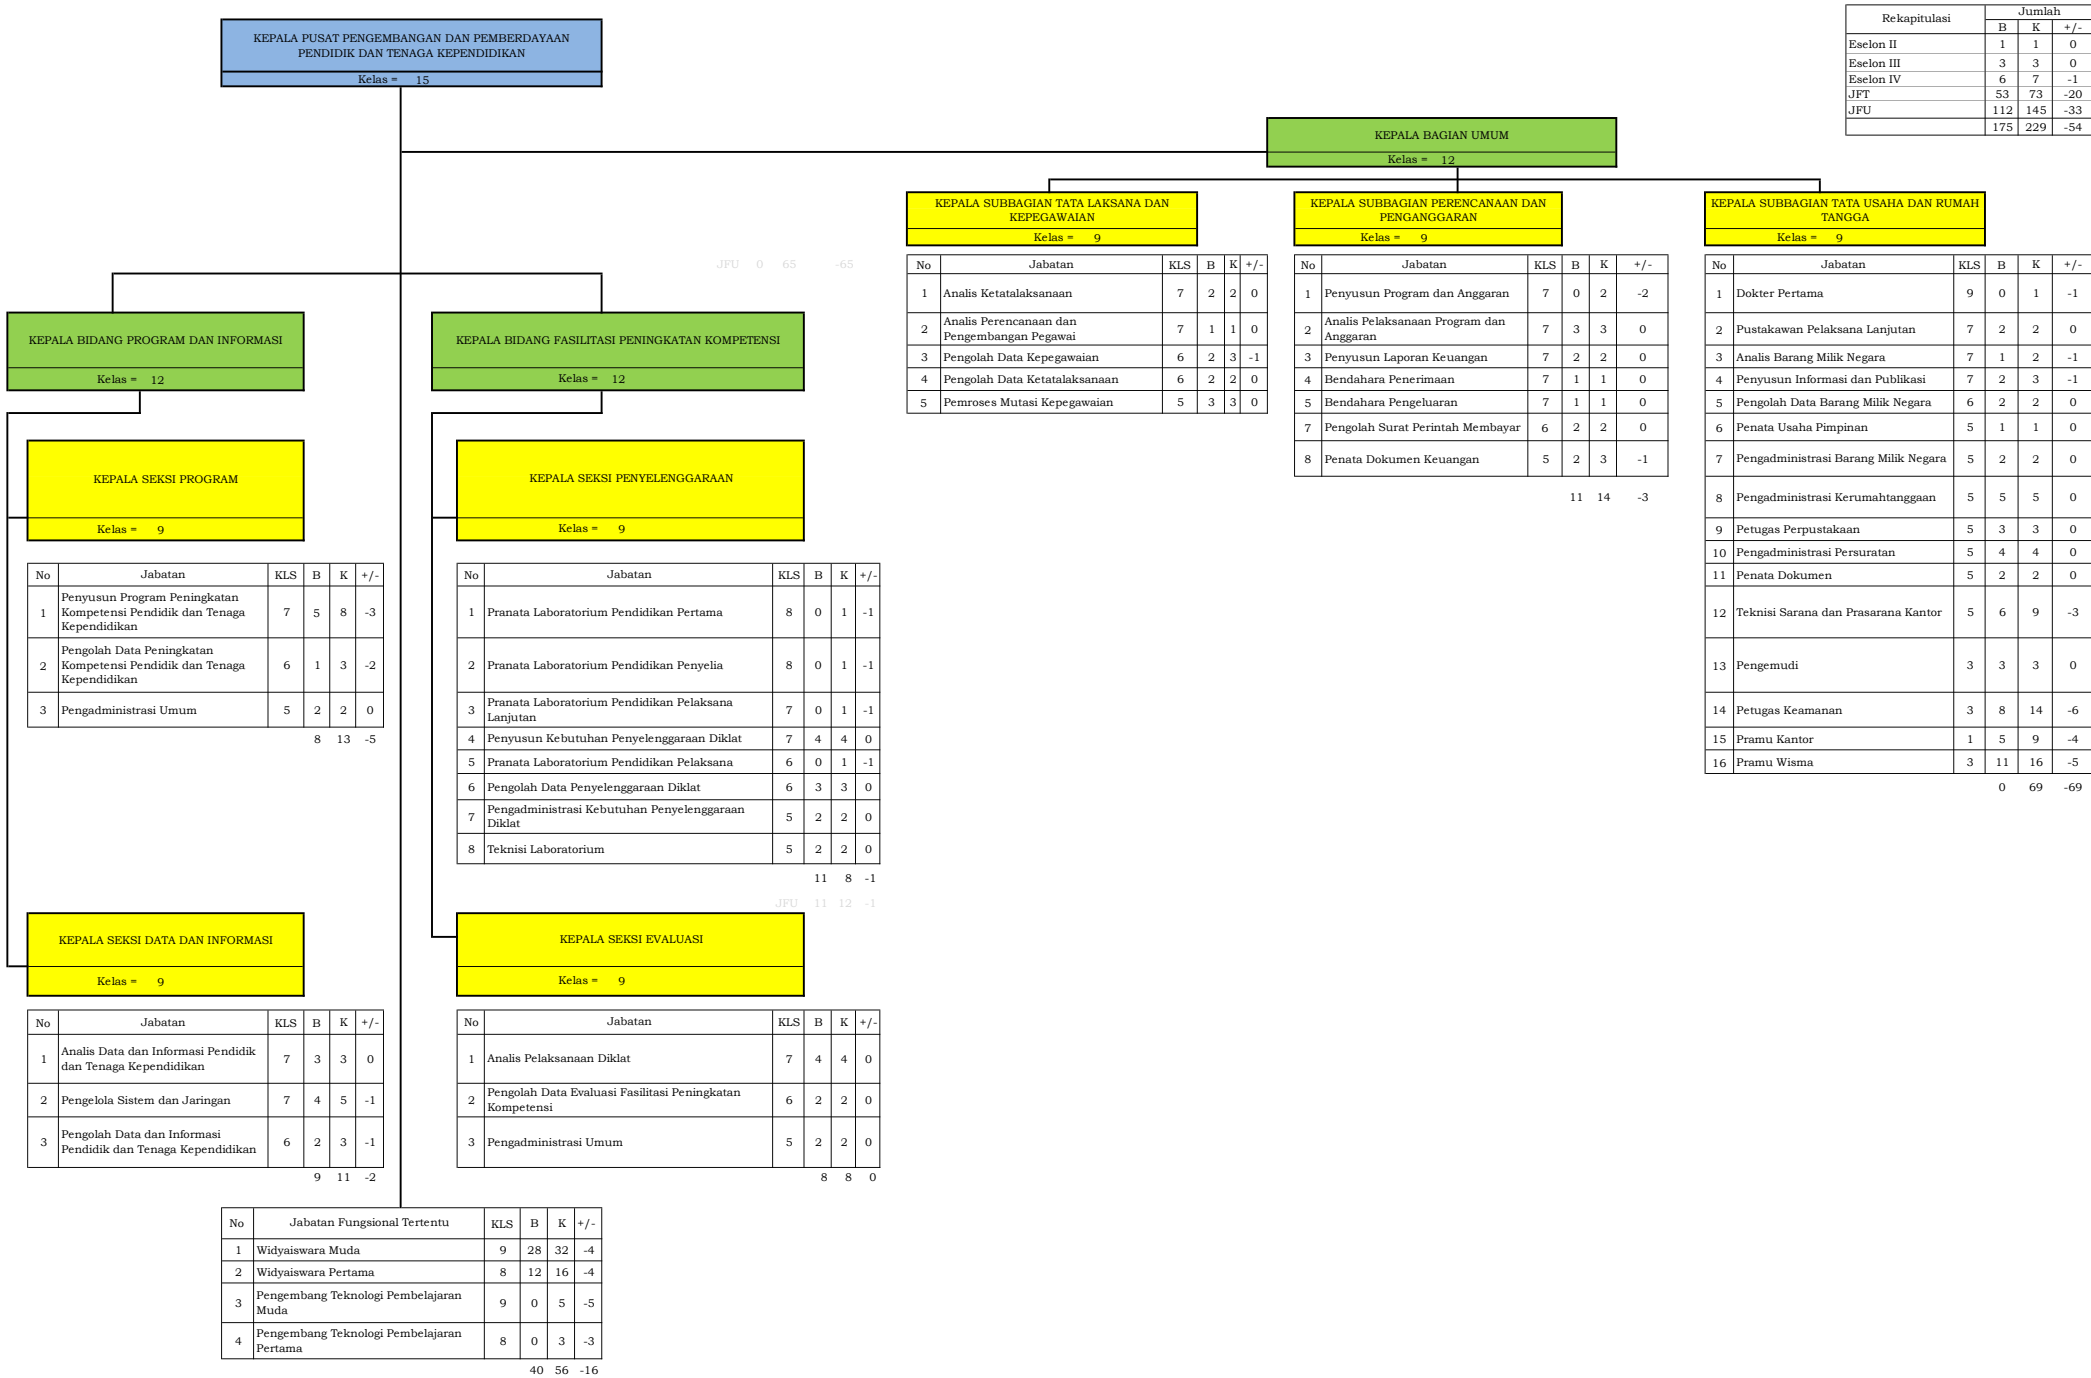 KEPALA PUSAT PENGEMBANGAN DAN PEMBERDAYAAN
PENDIDIK DAN TENAGA KEPENDIDIKAN
Kelas = 15
Rekapitulasi Jumlah
B K +/-
Eselon II 1 1 0
Eselon III 3 3 0
Eselon IV 6 7 -1
JFT 53 73 -20
JFU 112 145 -33
175 229 -54
KEPALA BAGIAN UMUM
Kelas = 12
KEPALA SUBBAGIAN TATA LAKSANA DAN
KEPEGAWAIAN
Kelas = 9
No Jabatan KLS B K +/-
1 Analis Ketatalaksanaan 7 2 2 0
2 Analis Perencanaan dan
Pengembangan Pegawai 7 1 1 0
3 Pengolah Data Kepegawaian 6 2 3 -1
4 Pengolah Data Ketatalaksanaan 6 2 2 0
5 Pemroses Mutasi Kepegawaian 5 3 3 0
KEPALA SUBBAGIAN PERENCANAAN DAN
PENGANGGARAN
Kelas = 9
No Jabatan KLS B K +/-
1 Penyusun Program dan Anggaran 7 0 2 -2
2 Analis Pelaksanaan Program dan
Anggaran 7 3 3 0
3 Penyusun Laporan Keuangan 7 2 2 0
4 Bendahara Penerimaan 7 1 1 0
5 Bendahara Pengeluaran 7 1 1 0
7 Pengolah Surat Perintah Membayar 6 2 2 0
8 Penata Dokumen Keuangan 5 2 3 -1
11 14 -3
KEPALA SUBBAGIAN TATA USAHA DAN RUMAH
TANGGA
Kelas = 9
No Jabatan KLS B K +/-
1 Dokter Pertama 9 0 1 -1
2 Pustakawan Pelaksana Lanjutan 7 2 2 0
3 Analis Barang Milik Negara 7 1 2 -1
4 Penyusun Informasi dan Publikasi 7 2 3 -1
5 Pengolah Data Barang Milik Negara 6 2 2 0
6 Penata Usaha Pimpinan 5 1 1 0
7 Pengadministrasi Barang Milik Negara 5 2 2 0
8 Pengadministrasi Kerumahtanggaan 5 5 5 0
9 Petugas Perpustakaan 5 3 3 0
10 Pengadministrasi Persuratan 5 4 4 0
11 Penata Dokumen 5 2 2 0
12 Teknisi Sarana dan Prasarana Kantor 5 6 9 -3
13 Pengemudi 3 3 3 0
14 Petugas Keamanan 3 8 14 -6
15 Pramu Kantor 1 5 9 -4
16 Pramu Wisma 3 11 16 -5
0 69 -69
JFU 0 65 -65
KEPALA BIDANG PROGRAM DAN INFORMASI
Kelas = 12
KEPALA SEKSI PROGRAM
Kelas = 9
No Jabatan KLS B K +/-
1 Penyusun Program Peningkatan
Kompetensi Pendidik dan Tenaga
Kependidikan 7 5 8 -3
2 Pengolah Data Peningkatan
Kompetensi Pendidik dan Tenaga
Kependidikan 6 1 3 -2
3 Pengadministrasi Umum 5 2 2 0
8 13 -5
KEPALA SEKSI DATA DAN INFORMASI
Kelas = 9
No Jabatan KLS B K +/-
1 Analis Data dan Informasi Pendidik
dan Tenaga Kependidikan 7 3 3 0
2 Pengelola Sistem dan Jaringan 7 4 5 -1
3 Pengolah Data dan Informasi
Pendidik dan Tenaga Kependidikan 6 2 3 -1
9 11 -2
KEPALA BIDANG FASILITASI PENINGKATAN KOMPETENSI
Kelas = 12
KEPALA SEKSI PENYELENGGARAAN
Kelas = 9
No Jabatan KLS B K +/-
1 Pranata Laboratorium Pendidikan Pertama 8 0 1 -1
2 Pranata Laboratorium Pendidikan Penyelia 8 0 1 -1
3 Pranata Laboratorium Pendidikan Pelaksana
Lanjutan 7 0 1 -1
4 Penyusun Kebutuhan Penyelenggaraan Diklat 7 4 4 0
5 Pranata Laboratorium Pendidikan Pelaksana 6 0 1 -1
6 Pengolah Data Penyelenggaraan Diklat 6 3 3 0
7 Pengadministrasi Kebutuhan Penyelenggaraan
Diklat 5 2 2 0
8 Teknisi Laboratorium 5 2 2 0
11 8 -1
JFU 11 12 -1
KEPALA SEKSI EVALUASI
Kelas = 9
No Jabatan KLS B K +/-
1 Analis Pelaksanaan Diklat 7 4 4 0
2 Pengolah Data Evaluasi Fasilitasi Peningkatan
Kompetensi 6 2 2 0
3 Pengadministrasi Umum 5 2 2 0
8 8 0
No Jabatan Fungsional Tertentu KLS B K +/-
1 Widyaiswara Muda 9 28 32 -4
2 Widyaiswara Pertama 8 12 16 -4
3 Pengembang Teknologi Pembelajaran
Muda 9 0 5 -5
4 Pengembang Teknologi Pembelajaran
Pertama 8 0 3 -3
40 56 -16